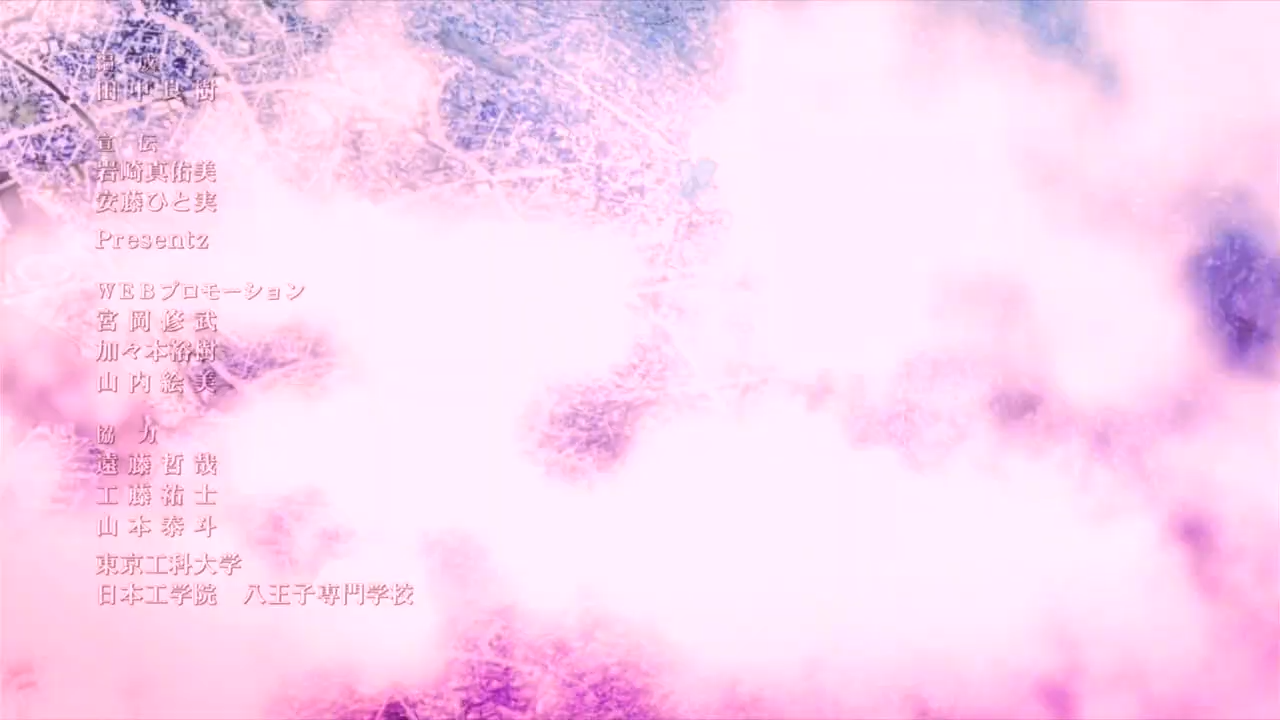 編　成
田中良樹
宣　伝
岩崎真佑美
安藤ひと実
Presentz
WEBプロモーション
宮岡修武
加々本裕樹
山内絵美
協　力
遠藤哲哉
工藤祐士
山本泰斗
東京工科大学
日本工学院　八王子専門学校